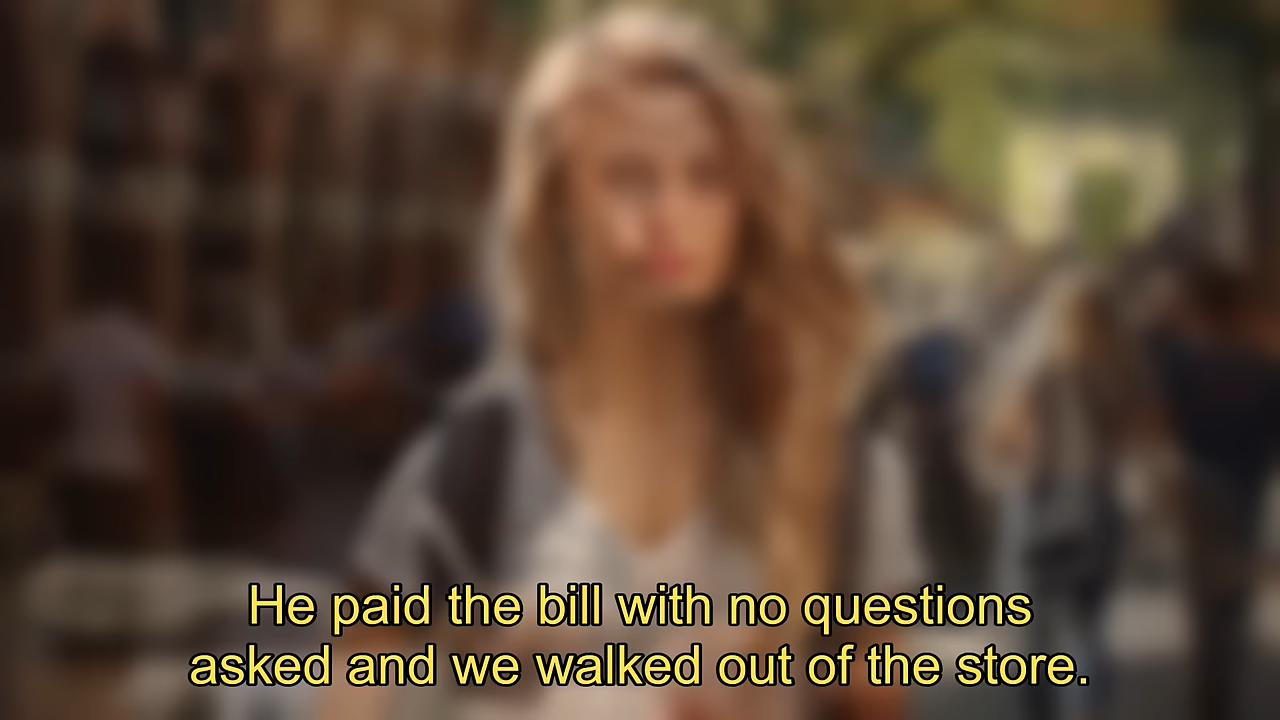 He paid the bill with no questions
asked and we walked out of the store.